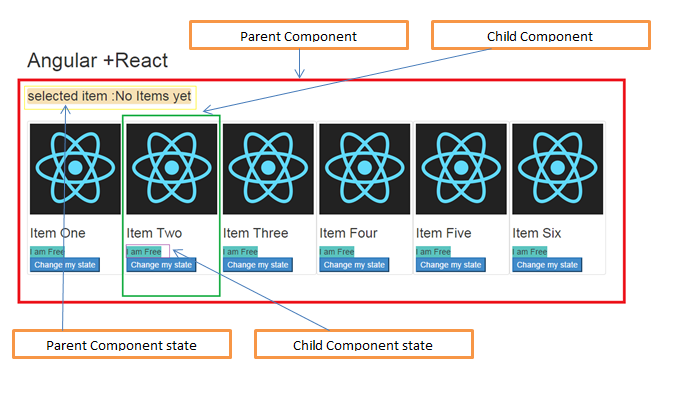 Parent Component
Child Component
Angular +React
selected item :No Items yet
Item One
Item Two
Item Three
Item Four
Item Five
Item Six
I am Free
I am Free
I am Free
I am Free
I am Free
I am Free
Change my state
Change my state
Change my state
Change my state
Change my state
Change my state
Parent Component state
Child Component state